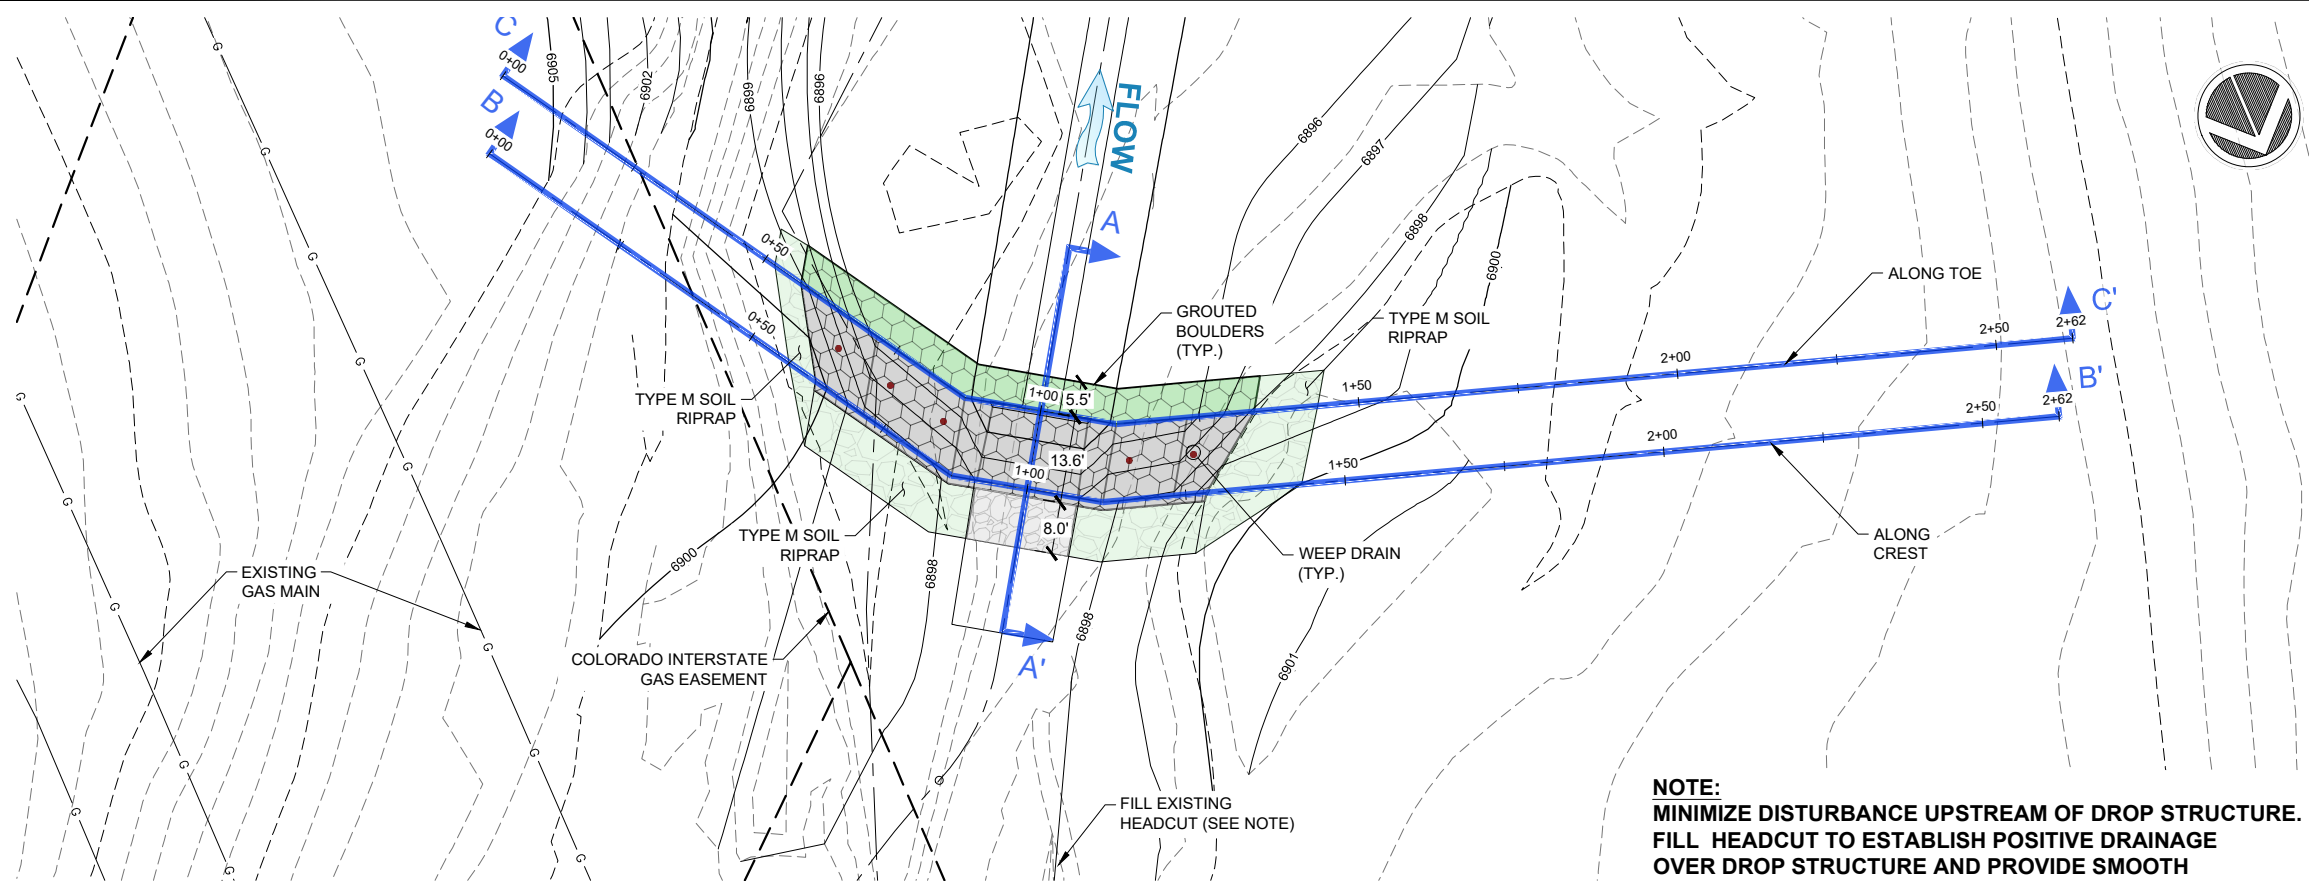 C
0+00
B
0+00
6905
6902
6899
6896
FLOW
A
6896
6897
6898
6900
0+50
0+50
GROUTED
BOULDERS
(TYP.)
TYPE M SOIL
RIPRAP
ALONG TOE
C'
2+62
2+50
2+00
1+50
1+00
5.5'
B'
2+62
2+50
2+00
1+50
TYPE M SOIL
RIPRAP
13.6'
1+00
8.0'
TYPE M SOIL
RIPRAP
WEEP DRAIN
(TYP.)
ALONG
CREST
6900
6898
6898
6901
EXISTING
GAS MAIN
COLORADO INTERSTATE
GAS EASEMENT
A'
FILL EXISTING
HEADCUT (SEE NOTE)
G G G G G G G G
G G G G G G
NOTE:
MINIMIZE DISTURBANCE UPSTREAM OF DROP STRUCTURE.
FILL HEADCUT TO ESTABLISH POSITIVE DRAINAGE
OVER DROP STRUCTURE AND PROVIDE SMOOTH